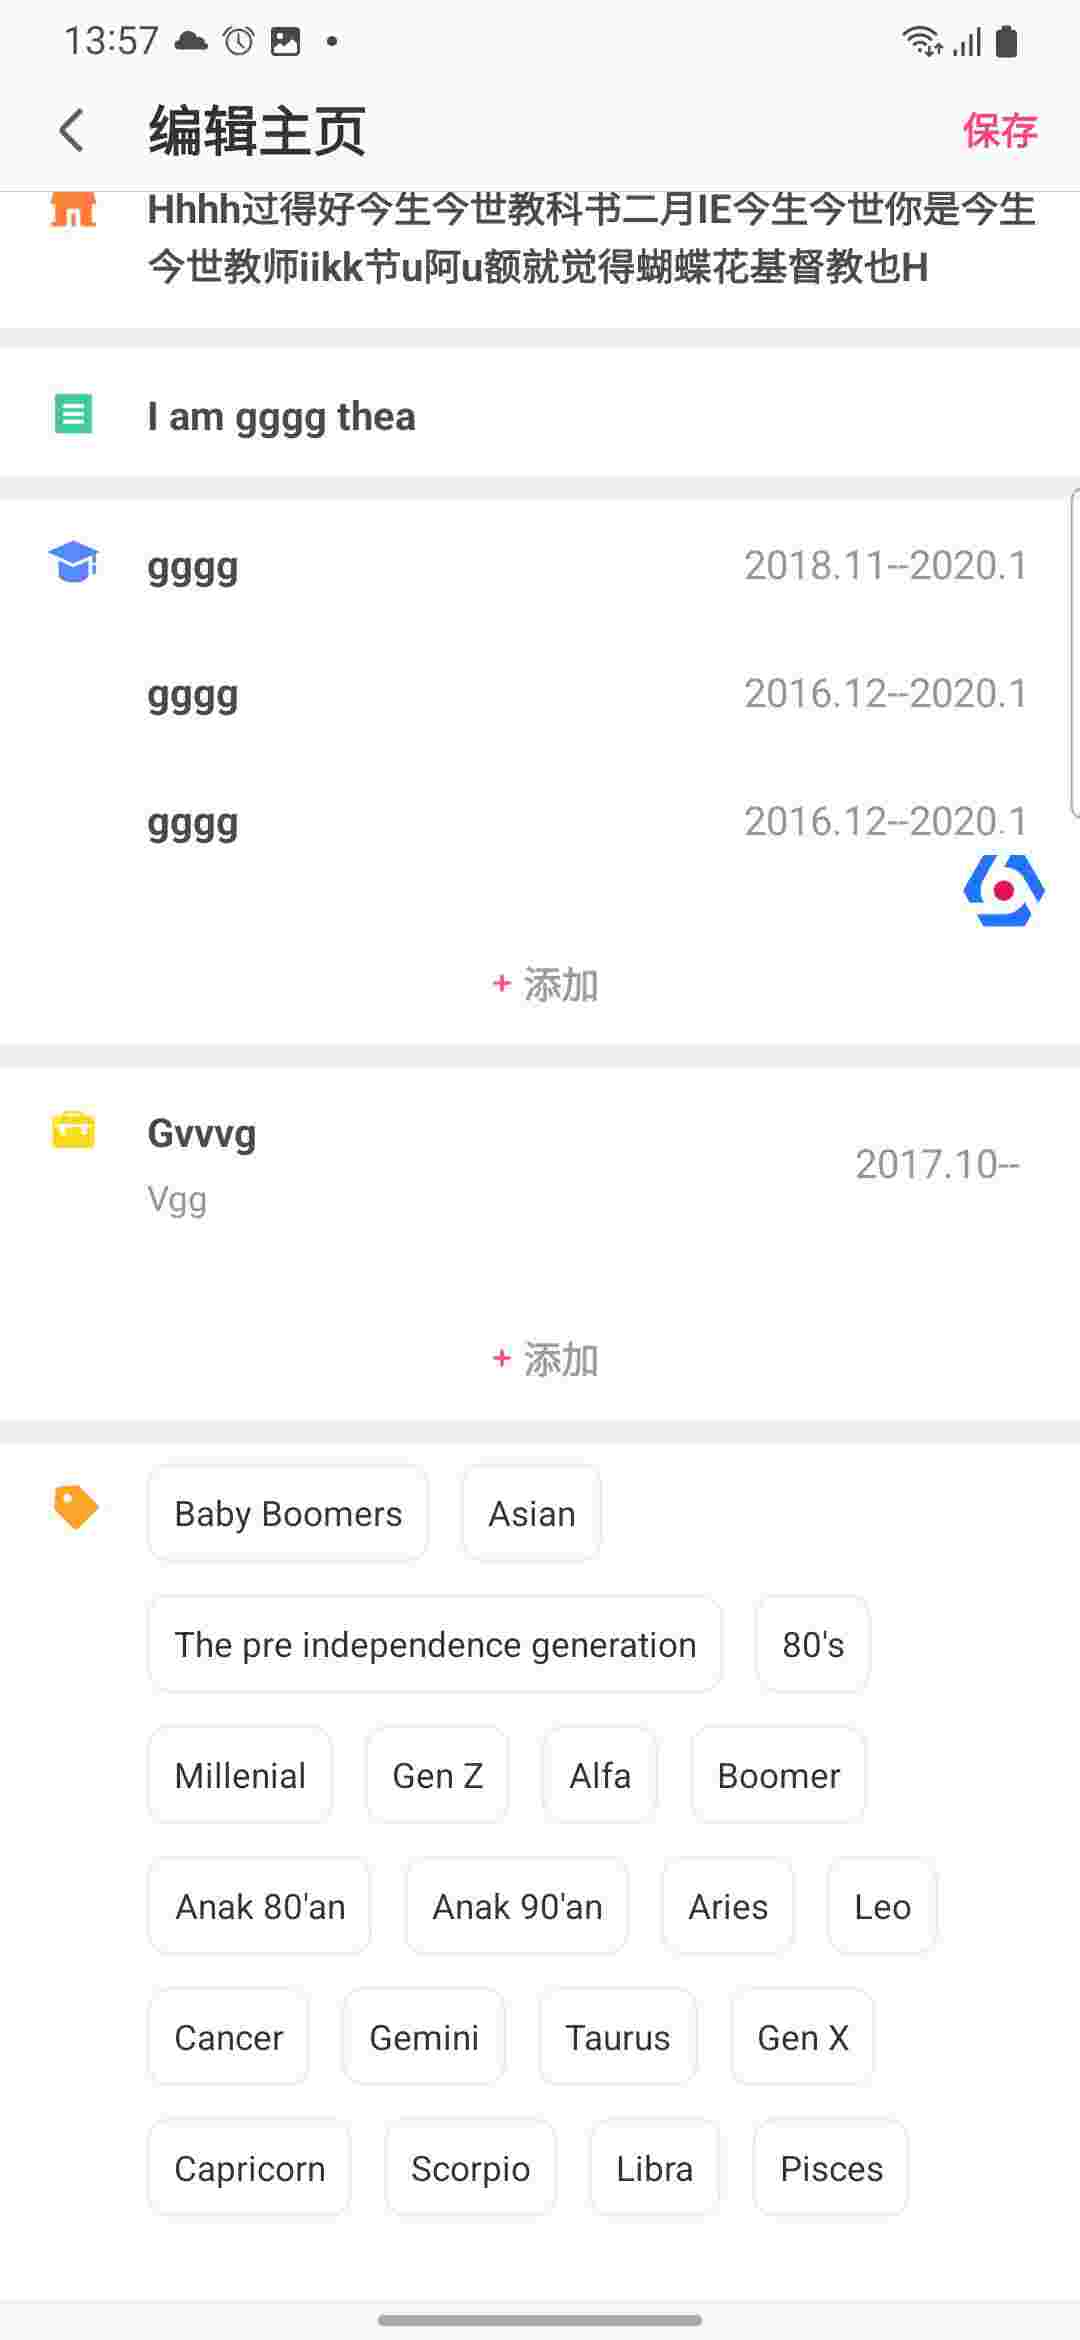 13:57
编辑主页
保存
Hhhh过得好今生今世教科书二月IE今生今世你是今生
今世教师iikk节u阿u额就觉得蝴蝶花基督教也H
I am gggg thea
gggg 2018.11--2020.1
gggg 2016.12--2020.1
gggg 2016.12--2020.1
+ 添加
Gvvvg
2017.10--
Vgg
+ 添加
Baby Boomers Asian
The pre independence generation 80's
Millenial Gen Z Alfa Boomer
Anak 80'an Anak 90'an Aries Leo
Cancer Gemini Taurus Gen X
Capricorn Scorpio Libra Pisces